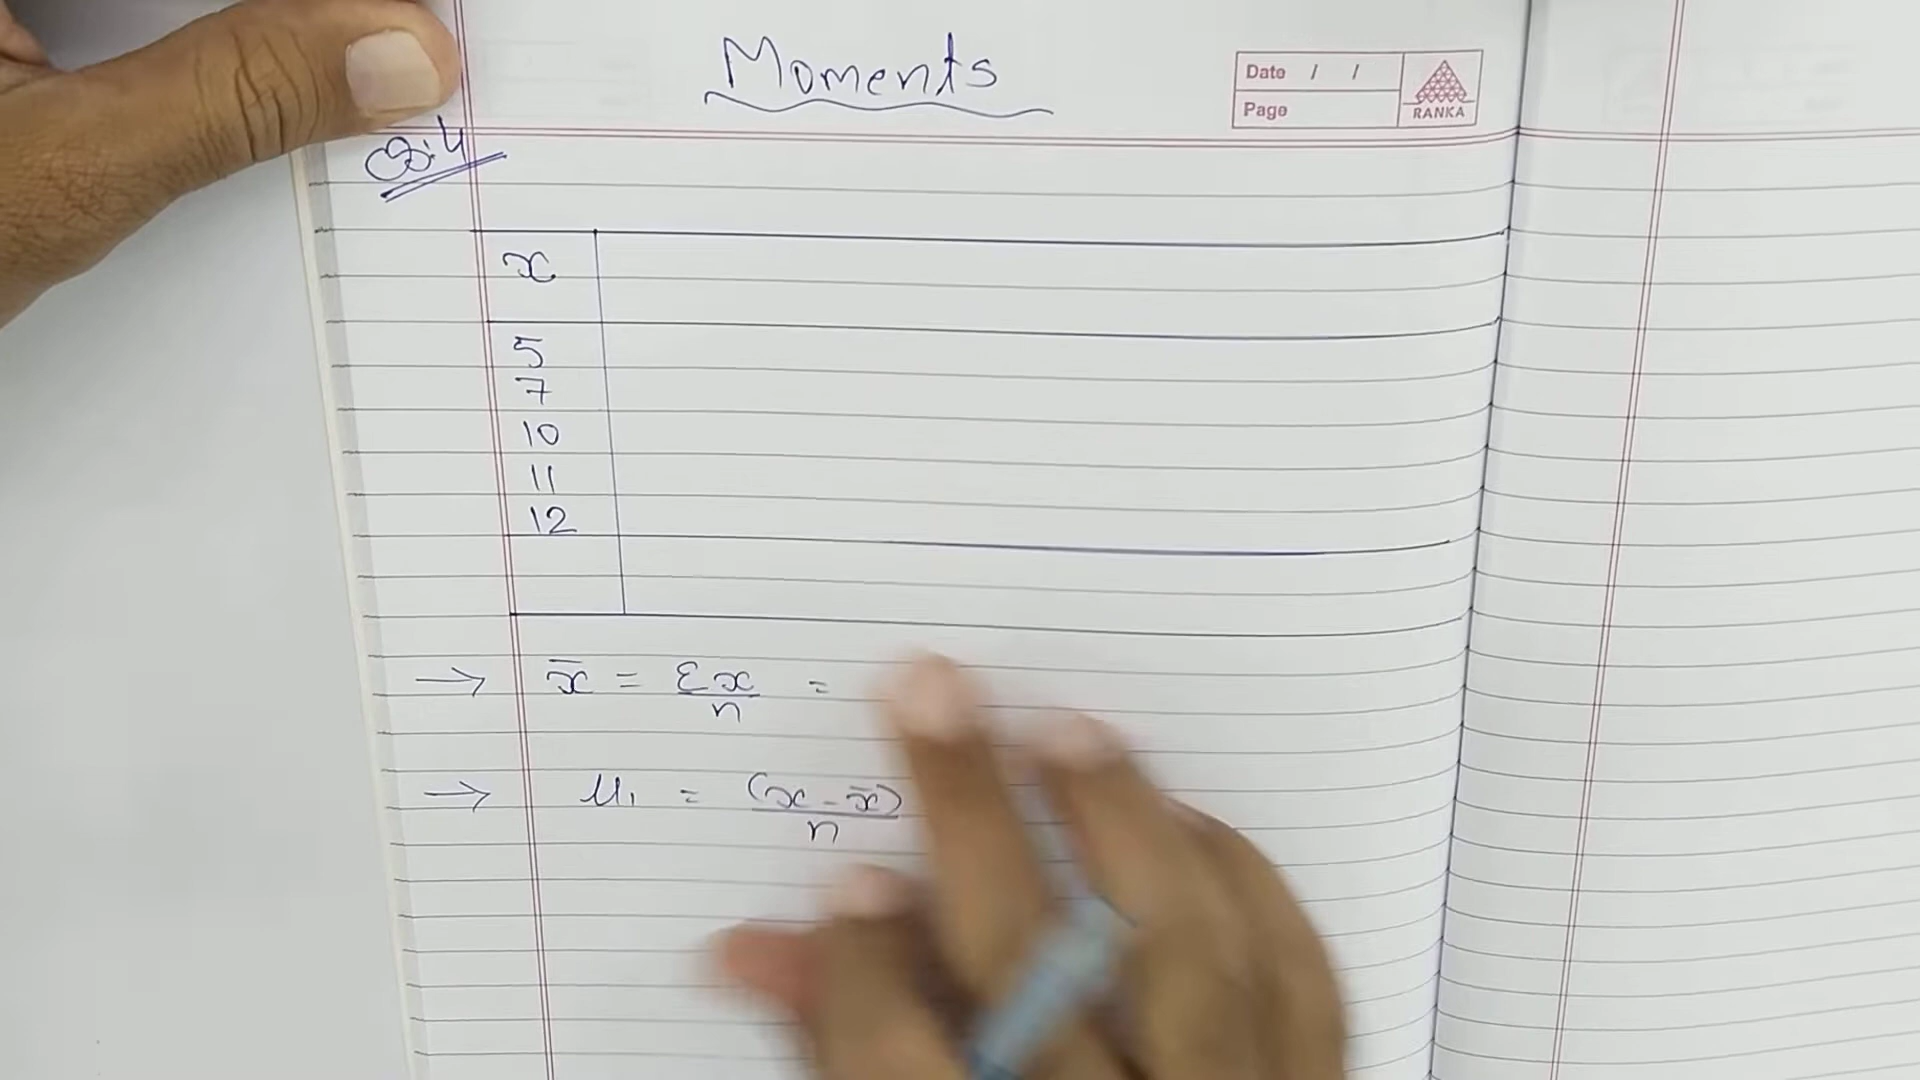 Moments
Date / /
Page
RANKA
Q:4
x
5
7
10
11
12
→ x̄ = Σx/n =
→ μ₁ = (x - x̄)/n